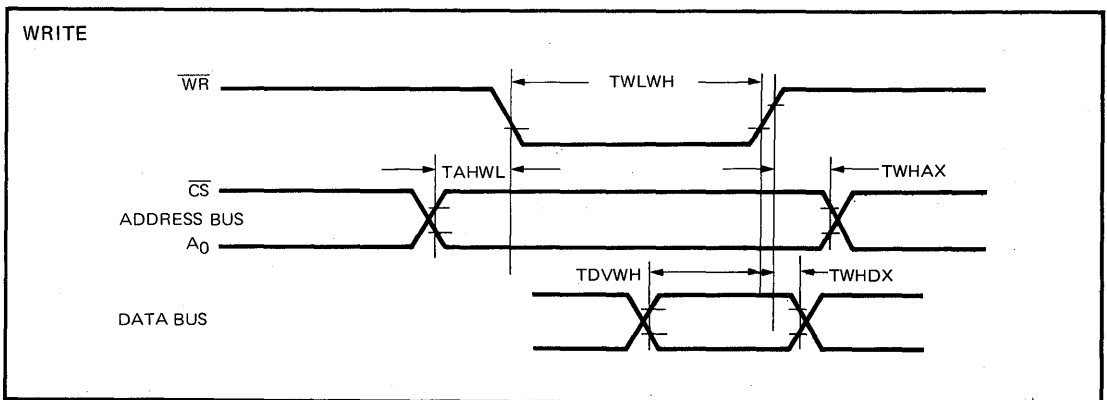 WRITE
WR
TWLWH
TAHWL
TWHAX
CS
ADDRESS BUS
A0
TDVWH
TWHDX
DATA BUS